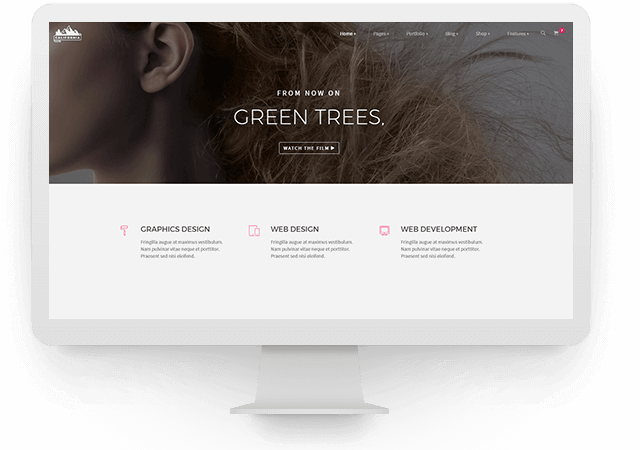 CALIFORNIA
Home
Pages
Portfolio
Blog
Shop
Features
FROM NOW ON
GREEN TREES,
WATCH THE FILM
GRAPHICS DESIGN
Fringilla augue at maximus vestibulum.
Nam pulvinar vitae neque et porttitor.
Praesent sed nisi eleifend.
WEB DESIGN
Fringilla augue at maximus vestibulum.
Nam pulvinar vitae neque et porttitor.
Praesent sed nisi eleifend.
WEB DEVELOPMENT
Fringilla augue at maximus vestibulum.
Nam pulvinar vitae neque et porttitor.
Praesent sed nisi eleifend.